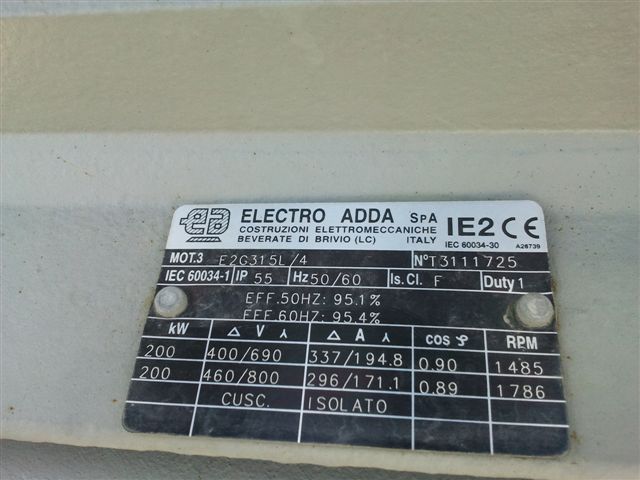 ELECTRO ADDA SpA
COSTRUZIONI ELETTROMECCANICHE
BEVERATE DI BRIVIO (LC) ITALY
IE2 CE
IEC 60034-30 A26739
MOT.3 E2G315L/4 N°T3111725
IEC 60034-1 IP 55 Hz 50/60 Is.Cl. F Duty 1
EFF.50HZ: 95.1%
EFF.60HZ: 95.4%
kW Δ V Y Δ A Y cos φ RPM
200 400/690 337/194.8 0.90 1485
200 460/800 296/171.1 0.89 1786
CUSC. ISOLATO